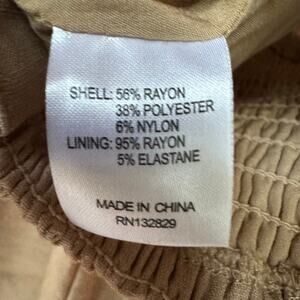 SHELL: 56% RAYON
38% POLYESTER
6% NYLON
LINING: 95% RAYON
5% ELASTANE
MADE IN CHINA
RN132829